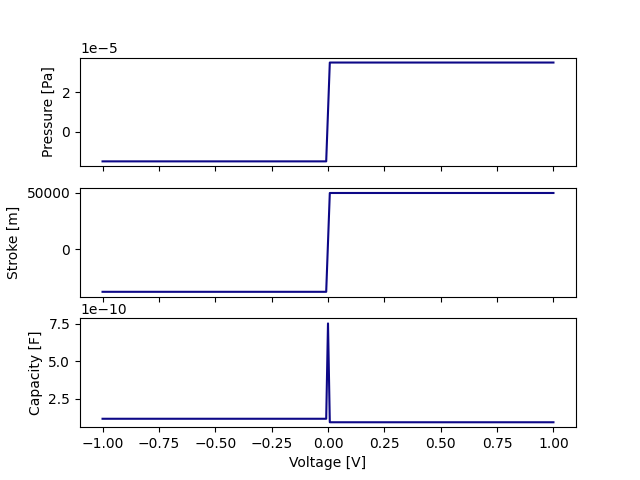 1e−5
Pressure [Pa]
2
0
Stroke [m]
50000
0
1e−10
Capacity [F]
7.5
5.0
2.5
−1.00 −0.75 −0.50 −0.25 0.00 0.25 0.50 0.75 1.00
Voltage [V]